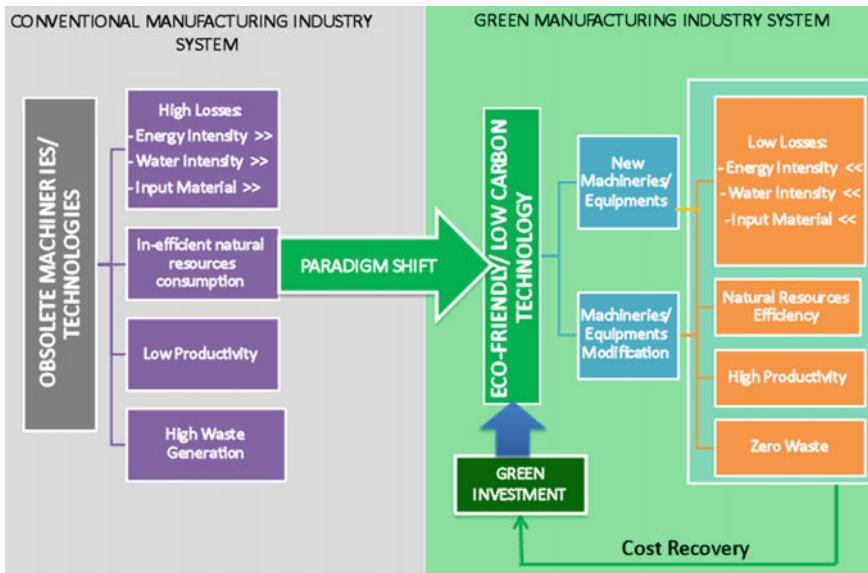 CONVENTIONAL MANUFACTURING INDUSTRY
SYSTEM
OBSOLETE MACHINERIES/
TECHNOLOGIES
High Losses:
- Energy Intensity >>
- Water Intensity >>
- Input Material >>
In-efficient natural
resources
consumption
Low Productivity
High Waste
Generation
PARADIGM SHIFT
GREEN MANUFACTURING INDUSTRY SYSTEM
ECO-FRIENDLY/ LOW CARBON
TECHNOLOGY
New
Machineries/
Equipments
Machineries/
Equipments
Modification
Low Losses:
- Energy Intensity <<
- Water Intensity <<
- Input Material <<
Natural Resources
Efficiency
High Productivity
Zero Waste
GREEN
INVESTMENT
Cost Recovery